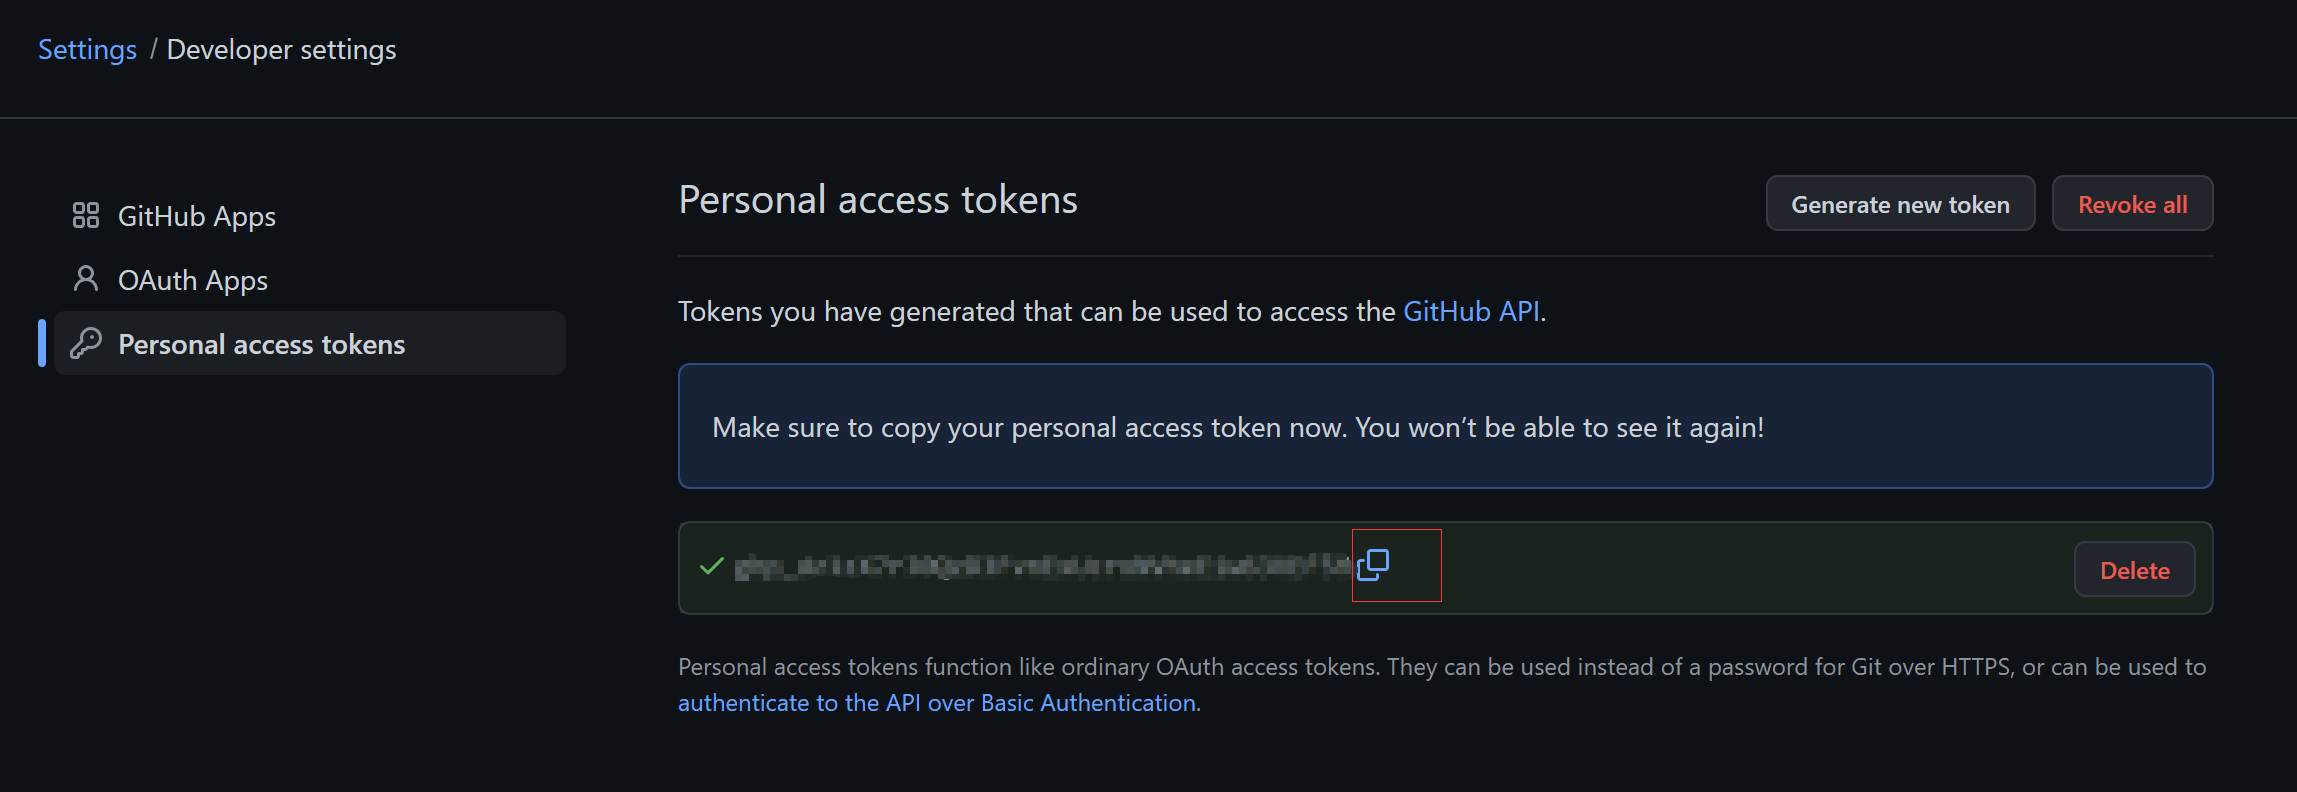 Settings / Developer settings
GitHub Apps
OAuth Apps
Personal access tokens
Personal access tokens
Generate new token
Revoke all
Tokens you have generated that can be used to access the GitHub API.
Make sure to copy your personal access token now. You won’t be able to see it again!
Delete
Personal access tokens function like ordinary OAuth access tokens. They can be used instead of a password for Git over HTTPS, or can be used to
authenticate to the API over Basic Authentication.